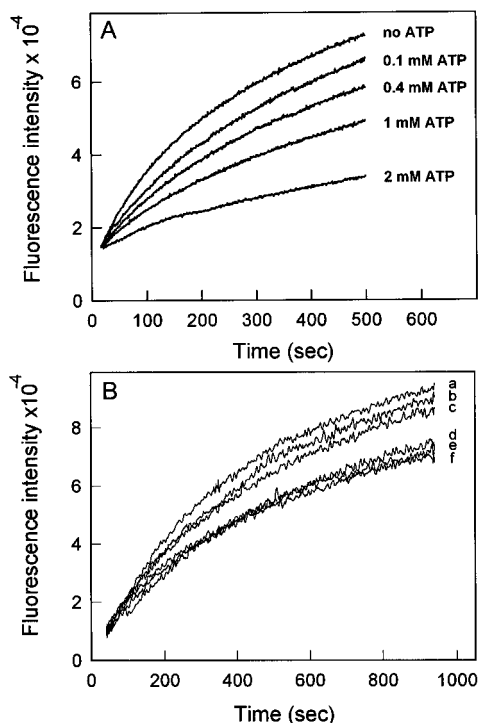 A
Fluorescence intensity x 10-4
6
4
2
0
no ATP
0.1 mM ATP
0.4 mM ATP
1 mM ATP
2 mM ATP
0 100 200 300 400 500 600
Time (sec)
B
Fluorescence intensity x10-4
8
6
4
2
0
a
b
c
d
e
f
0 200 400 600 800 1000
Time (sec)